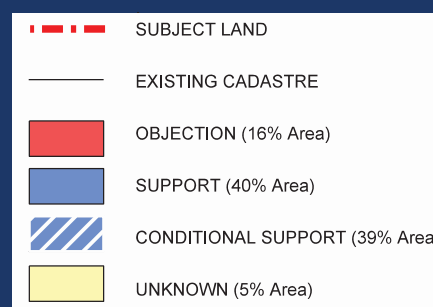 SUBJECT LAND
EXISTING CADASTRE
OBJECTION (16% Area)
SUPPORT (40% Area)
CONDITIONAL SUPPORT (39% Area
UNKNOWN (5% Area)